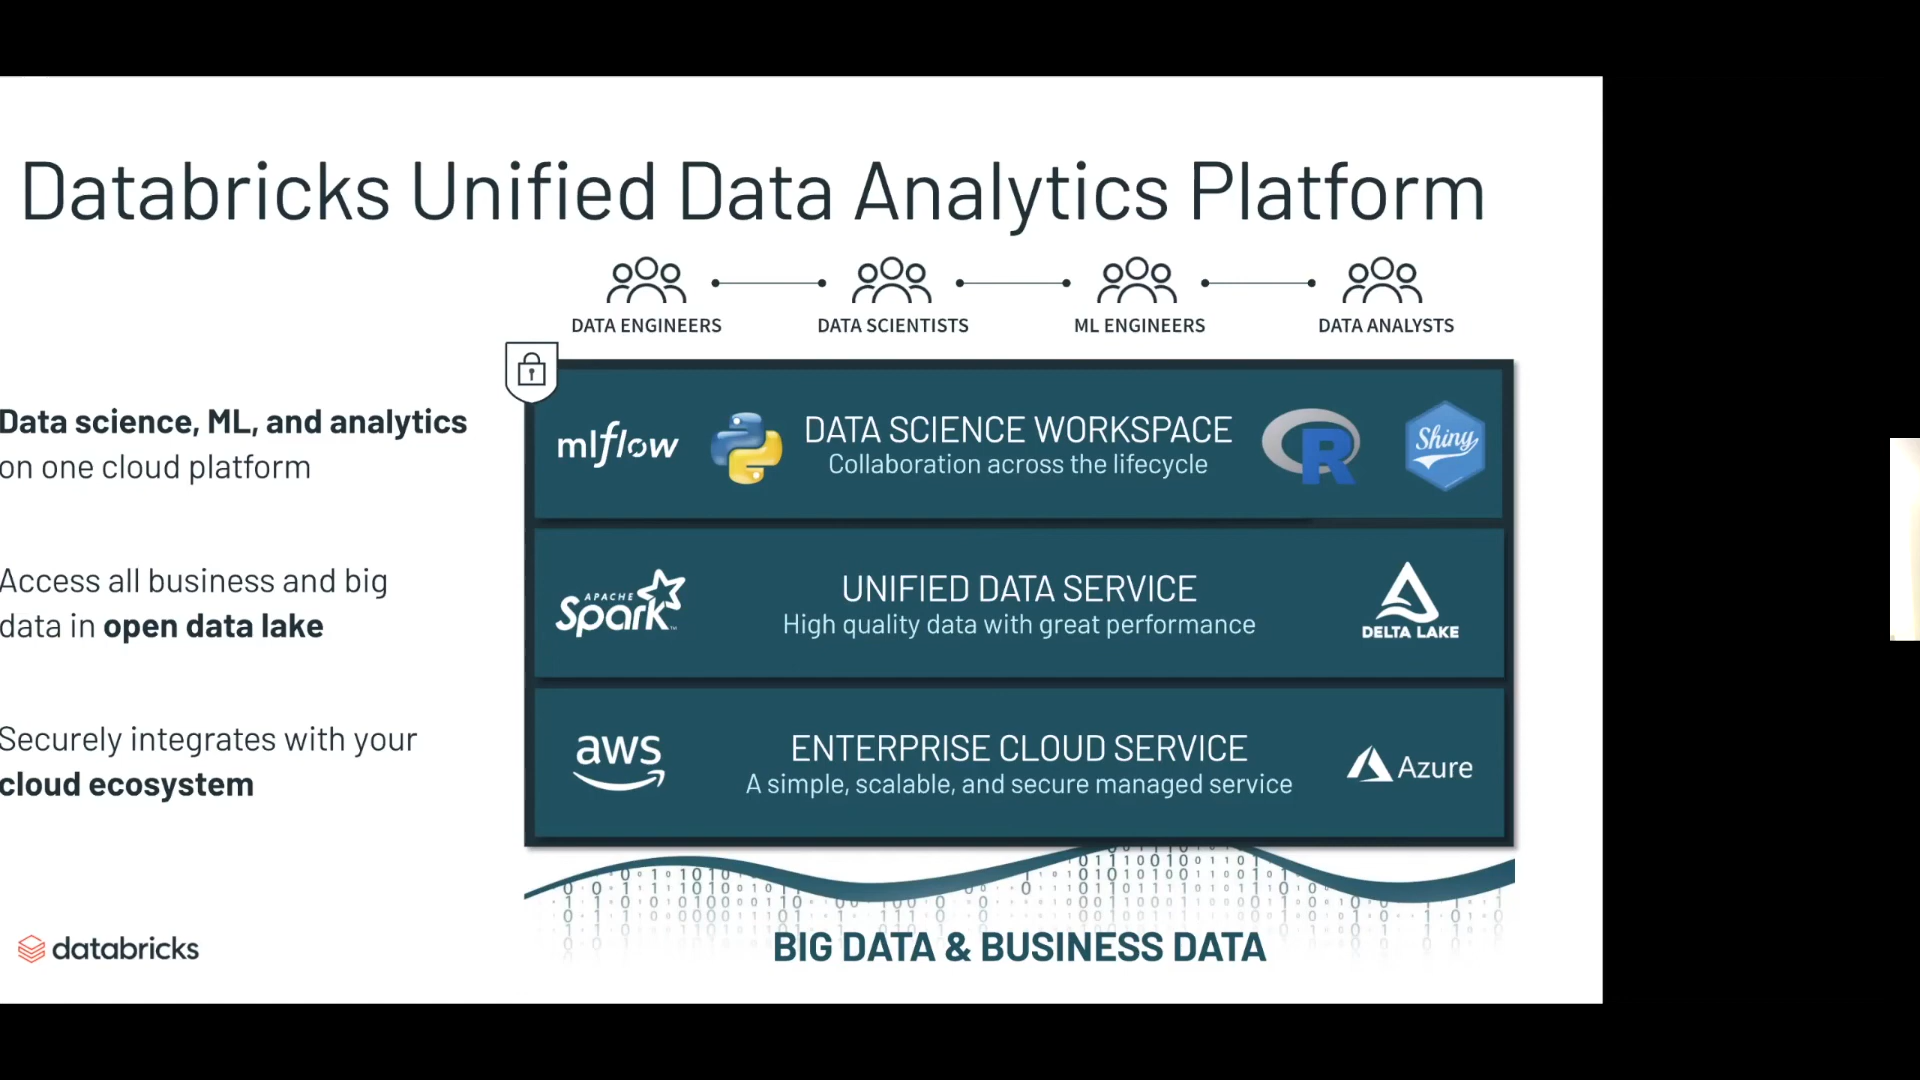 Databricks Unified Data Analytics Platform
DATA ENGINEERS
DATA SCIENTISTS
ML ENGINEERS
DATA ANALYSTS
Data science, ML, and analytics
on one cloud platform
Access all business and big
data in open data lake
Securely integrates with your
cloud ecosystem
mlflow
DATA SCIENCE WORKSPACE
Collaboration across the lifecycle
R
Shiny
APACHE
Spark™
UNIFIED DATA SERVICE
High quality data with great performance
DELTA LAKE
aws
ENTERPRISE CLOUD SERVICE
A simple, scalable, and secure managed service
Azure
BIG DATA & BUSINESS DATA
databricks